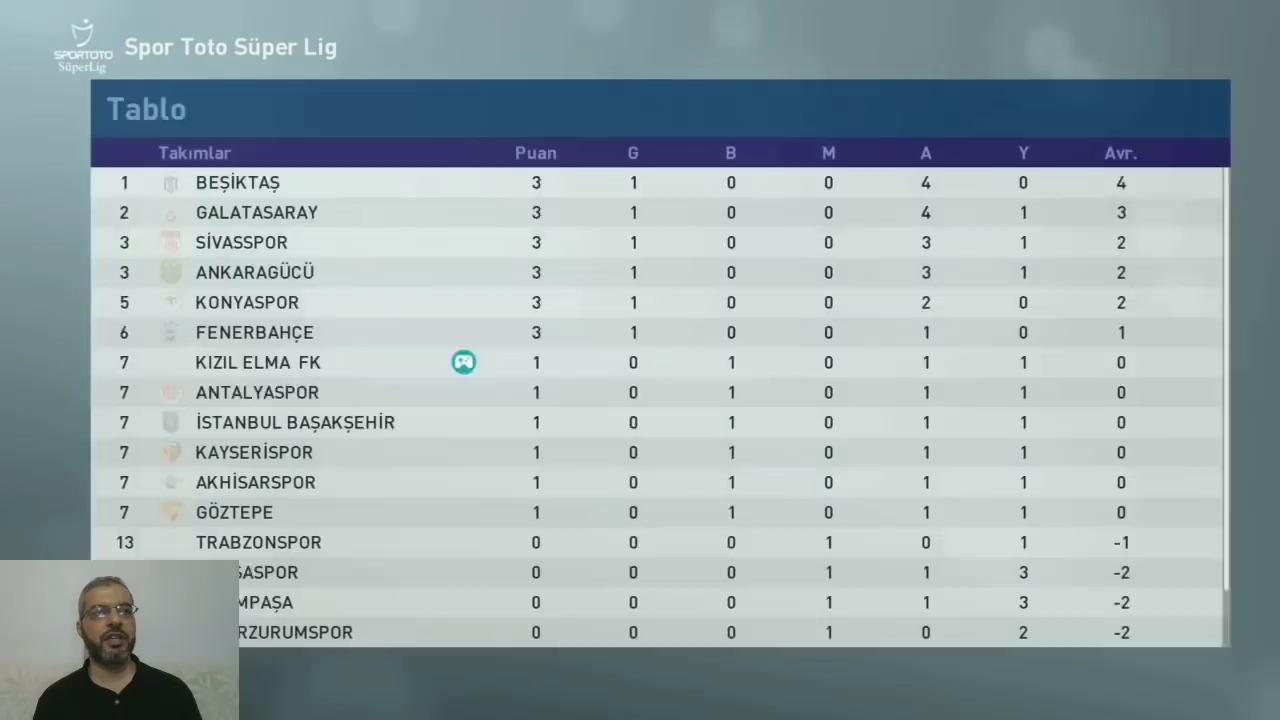 SPORTOTO
SüperLig
Spor Toto Süper Lig
Tablo
Takımlar Puan G B M A Y Avr.
1 BEŞİKTAŞ 3 1 0 0 4 0 4
2 GALATASARAY 3 1 0 0 4 1 3
3 SİVASSPOR 3 1 0 0 3 1 2
3 ANKARAGÜCÜ 3 1 0 0 3 1 2
5 KONYASPOR 3 1 0 0 2 0 2
6 FENERBAHÇE 3 1 0 0 1 0 1
7 KIZIL ELMA FK 1 0 1 0 1 1 0
7 ANTALYASPOR 1 0 1 0 1 1 0
7 İSTANBUL BAŞAKŞEHİR 1 0 1 0 1 1 0
7 KAYSERİSPOR 1 0 1 0 1 1 0
7 AKHİSARSPOR 1 0 1 0 1 1 0
7 GÖZTEPE 1 0 1 0 1 1 0
13 TRABZONSPOR 0 0 0 1 0 1 -1
SASPOR 0 0 0 1 1 3 -2
MPAŞA 0 0 0 1 1 3 -2
RZURUMSPOR 0 0 0 1 0 2 -2